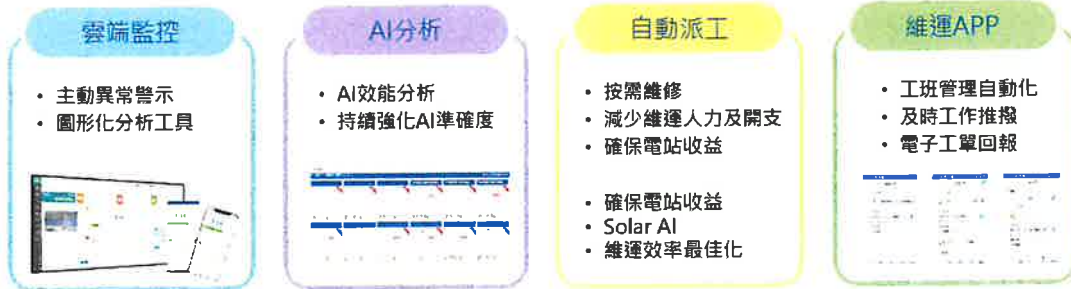 雲端監控
• 主動異常警示
• 圖形化分析工具
AI分析
• AI效能分析
• 持續強化AI準確度
自動派工
• 按需維修
• 減少維運人力及開支
• 確保電站收益
• 確保電站收益
• Solar AI
• 維運效率最佳化
維運APP
• 工班管理自動化
• 及時工作推撥
• 電子工單回報